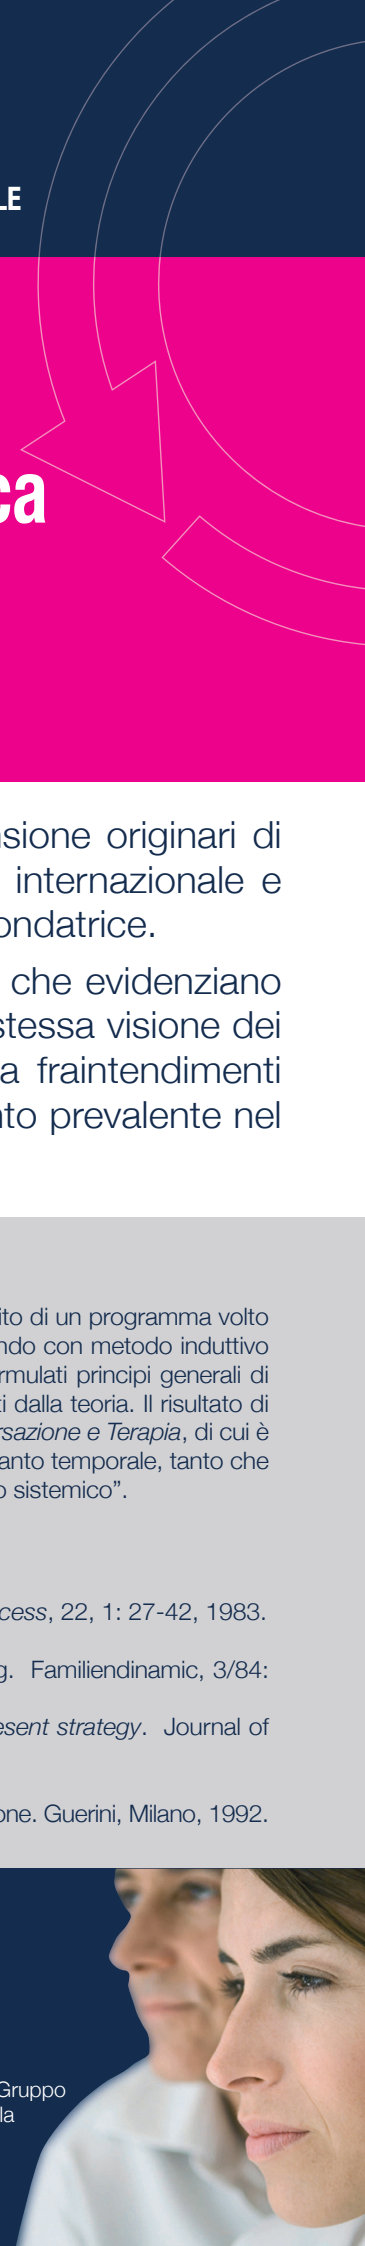 LE
ca
sione originari di
internazionale e
ondatrice.
che evidenziano
stessa visione dei
a fraintendimenti
nto prevalente nel
ito di un programma volto
ndo con metodo induttivo
rmulati principi generali di
i dalla teoria. Il risultato di
rsazione e Terapia, di cui è
anto temporale, tanto che
o sistemico”.
cess, 22, 1: 27-42, 1983.
g. Familiendinamic, 3/84:
esent strategy. Journal of
one. Guerini, Milano, 1992.
Gruppo
la